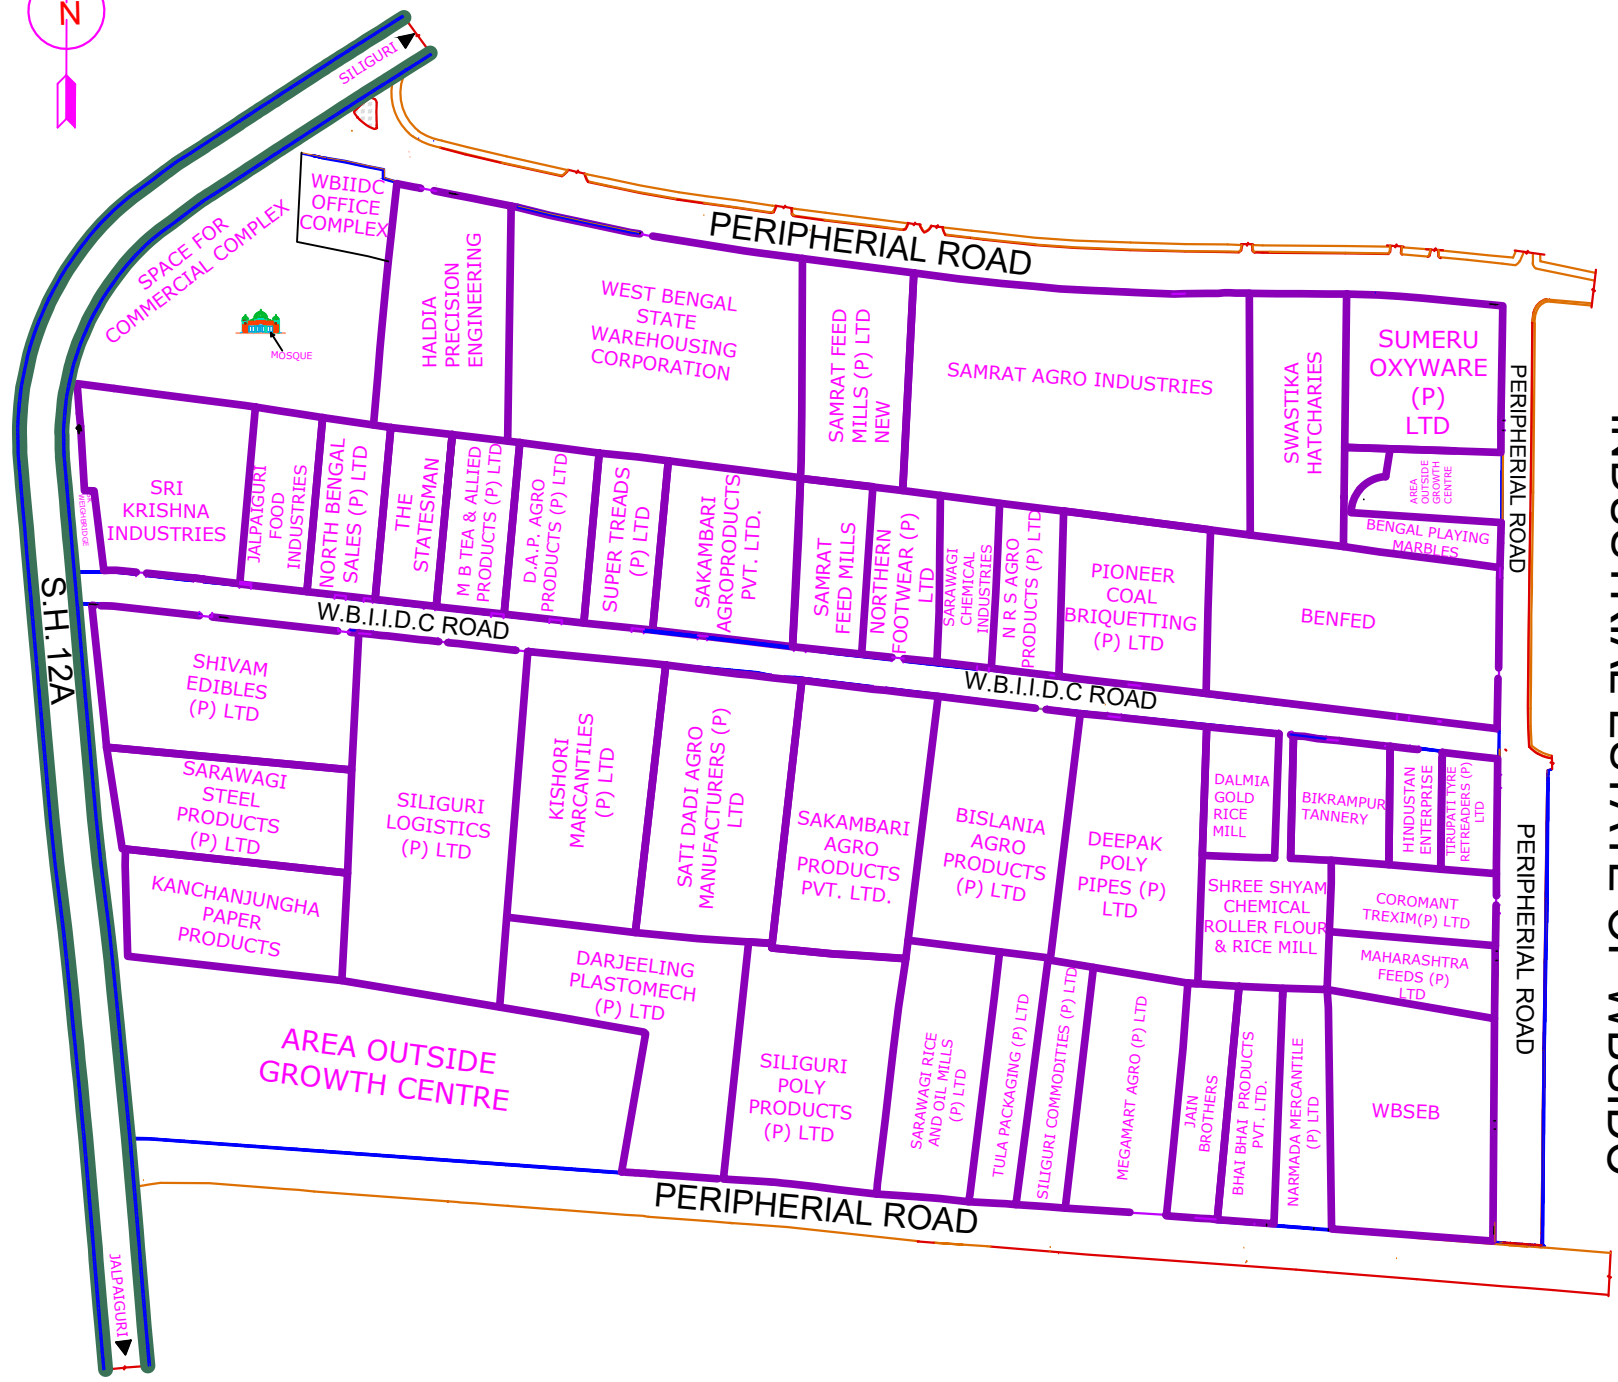 N
SILIGURI
WBIIDC
OFFICE
COMPLEX
SPACE FOR
COMMERCIAL COMPLEX
MOSQUE
PERIPHERIAL ROAD
HALDIA
PRECISION
ENGINEERING
WEST BENGAL
STATE
WAREHOUSING
CORPORATION
SAMRAT FEED
MILLS (P) LTD
NEW
SAMRAT AGRO INDUSTRIES
SWASTIKA
HATCHARIES
SUMERU
OXYWARE
(P)
LTD
AREA
OUTSIDE
GROWTH
CENTRE
BENGAL PLAYING
MARBLES
PERIPHERIAL ROAD
SRI
KRISHNA
INDUSTRIES
WEIGHBRIDGE
JALPAIGURI
FOOD
INDUSTRIES
NORTH BENGAL
SALES (P) LTD
THE
STATESMAN
M B TEA & ALLIED
PRODUCTS (P) LTD
D.A.P. AGRO
PRODUCTS (P) LTD
SUPER TREADS
(P) LTD
SAKAMBARI
AGROPRODUCTS
PVT. LTD.
SAMRAT
FEED MILLS
NORTHERN
FOOTWEAR (P)
LTD
SARAWAGI
CHEMICAL
INDUSTRIES
N R S AGRO
PRODUCTS (P) LTD
PIONEER
COAL
BRIQUETTING
(P) LTD
BENFED
S.H. 12A
W.B.I.I.D.C ROAD
W.B.I.I.D.C ROAD
SHIVAM
EDIBLES
(P) LTD
SARAWAGI
STEEL
PRODUCTS
(P) LTD
KANCHANJUNGHA
PAPER
PRODUCTS
SILIGURI
LOGISTICS
(P) LTD
KISHORI
MARCANTILES
(P) LTD
SATI DADI AGRO
MANUFACTURERS (P)
LTD
SAKAMBARI
AGRO
PRODUCTS
PVT. LTD.
BISLANIA
AGRO
PRODUCTS
(P) LTD
DEEPAK
POLY
PIPES (P)
LTD
DALMIA
GOLD
RICE
MILL
BIKRAMPUR
TANNERY
HINDUSTAN
ENTERPRISE
TIRUPATI TYRE
RETREADERS (P)
LTD
SHREE SHYAM
CHEMICAL
ROLLER FLOUR
& RICE MILL
COROMANT
TREXIM(P) LTD
MAHARASHTRA
FEEDS (P)
LTD
PERIPHERIAL ROAD
DARJEELING
PLASTOMECH
(P) LTD
SILIGURI
POLY
PRODUCTS
(P) LTD
SARAWAGI RICE
AND OIL MILLS
(P) LTD
TULA PACKAGING (P) LTD
SILIGURI COMMODITIES (P) LTD
MEGAMART AGRO (P) LTD
JAIN
BROTHERS
BHAI BHAI PRODUCTS
PVT. LTD.
NARMADA MERCANTILE
(P) LTD
WBSEB
AREA OUTSIDE
GROWTH CENTRE
PERIPHERIAL ROAD
JALPAIGURI